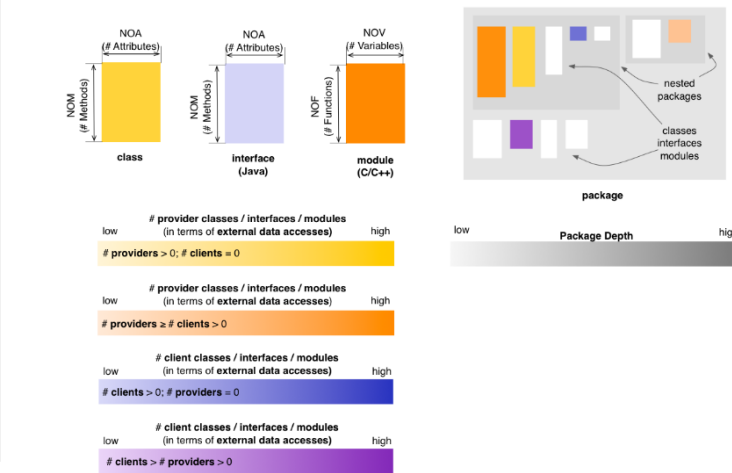 NOA
(# Attributes)
NOM
(# Methods)
class
NOA
(# Attributes)
NOM
(# Methods)
interface
(Java)
NOV
(# Variables)
NOF
(# Functions)
module
(C/C++)
nested
packages
classes
interfaces
modules
package
# provider classes / interfaces / modules
low (in terms of external data accesses) high
# providers > 0; # clients = 0
# provider classes / interfaces / modules
low (in terms of external data accesses) high
# providers ≥ # clients > 0
# client classes / interfaces / modules
low (in terms of external data accesses) high
# clients > 0; # providers = 0
# client classes / interfaces / modules
low (in terms of external data accesses) high
# clients > # providers > 0
low Package Depth hig